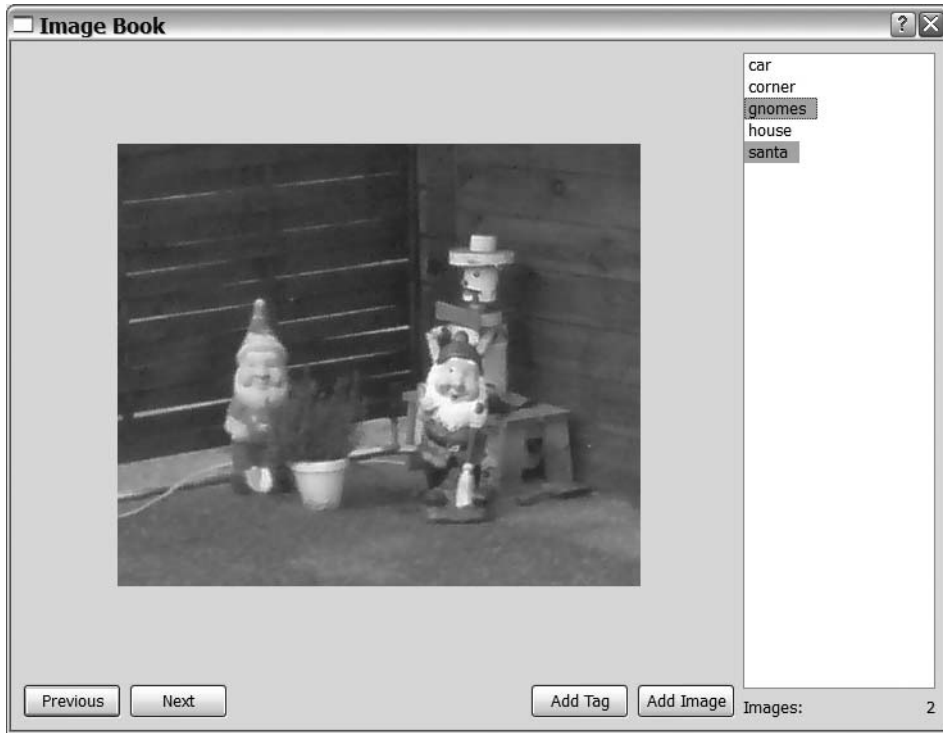 Image Book
car
corner
gnomes
house
santa
Previous Next Add Tag Add Image Images: 2